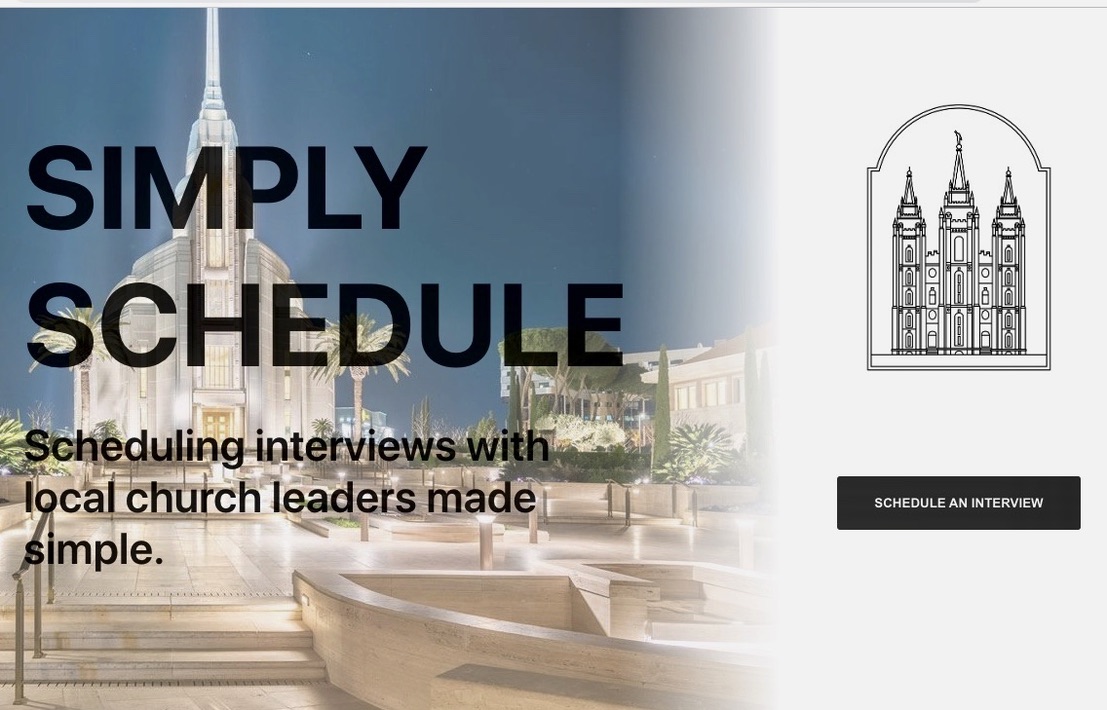 SIMPLY
SCHEDULE
Scheduling interviews with
local church leaders made
simple.
SCHEDULE AN INTERVIEW